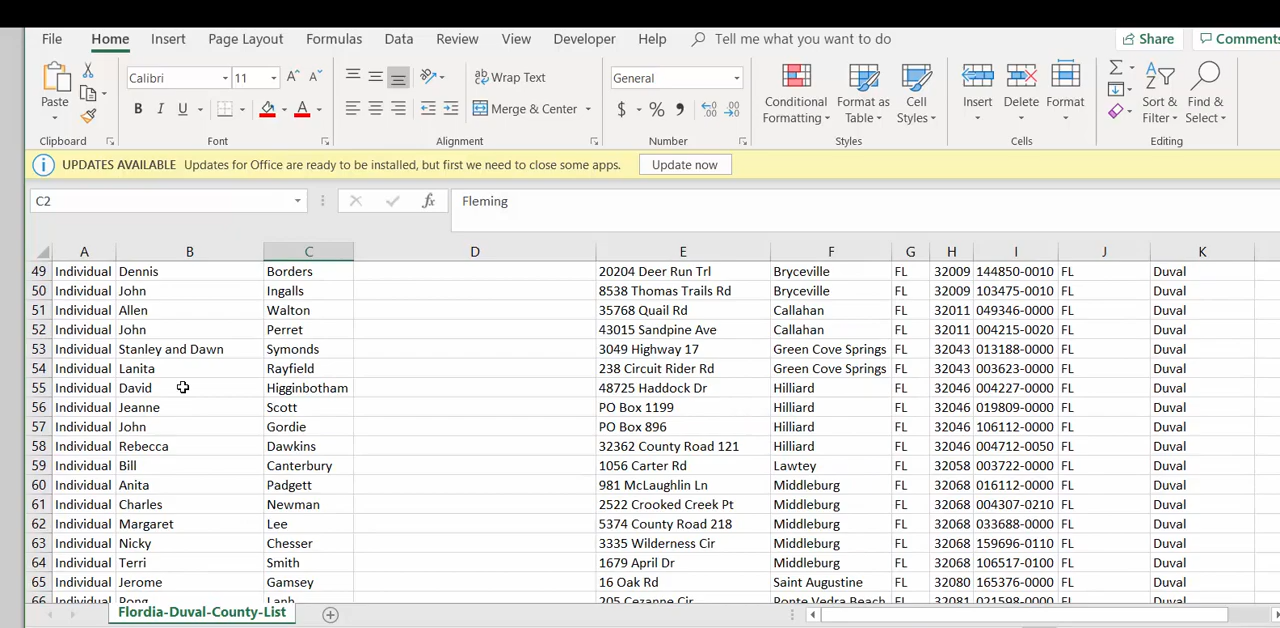 File Home Insert Page Layout Formulas Data Review View Developer Help Tell me what you want to do Share Comments
Calibri 11 A A Wrap Text General
Paste B I U A Merge & Center $ % Conditional Formatting Format as Table Cell Styles Insert Delete Format Sort & Filter Find & Select
Clipboard Font Alignment Number Styles Cells Editing
UPDATES AVAILABLE Updates for Office are ready to be installed, but first we need to close some apps. Update now
C2 fx Fleming
A B C D E F G H I J K
49 Individual Dennis Borders 20204 Deer Run Trl Bryceville FL 32009 144850-0010 FL Duval
50 Individual John Ingalls 8538 Thomas Trails Rd Bryceville FL 32009 103475-0010 FL Duval
51 Individual Allen Walton 35768 Quail Rd Callahan FL 32011 049346-0000 FL Duval
52 Individual John Perret 43015 Sandpine Ave Callahan FL 32011 004215-0020 FL Duval
53 Individual Stanley and Dawn Symonds 3049 Highway 17 Green Cove Springs FL 32043 013188-0000 FL Duval
54 Individual Lanita Rayfield 238 Circuit Rider Rd Green Cove Springs FL 32043 003623-0000 FL Duval
55 Individual David Higginbotham 48725 Haddock Dr Hilliard FL 32046 004227-0000 FL Duval
56 Individual Jeanne Scott PO Box 1199 Hilliard FL 32046 019809-0000 FL Duval
57 Individual John Gordie PO Box 896 Hilliard FL 32046 106112-0000 FL Duval
58 Individual Rebecca Dawkins 32362 County Road 121 Hilliard FL 32046 004712-0050 FL Duval
59 Individual Bill Canterbury 1056 Carter Rd Lawtey FL 32058 003722-0000 FL Duval
60 Individual Anita Padgett 981 McLaughlin Ln Middleburg FL 32068 016112-0000 FL Duval
61 Individual Charles Newman 2522 Crooked Creek Pt Middleburg FL 32068 004307-0210 FL Duval
62 Individual Margaret Lee 5374 County Road 218 Middleburg FL 32068 033688-0000 FL Duval
63 Individual Nicky Chesser 3335 Wilderness Cir Middleburg FL 32068 159696-0110 FL Duval
64 Individual Terri Smith 1679 April Dr Middleburg FL 32068 106517-0100 FL Duval
65 Individual Jerome Gamsey 16 Oak Rd Saint Augustine FL 32080 165376-0000 FL Duval
66 Individual 205 Cezanne Cir Ponte Vedra Beach FL 32081 021598-0000 FL Duval
Flordia-Duval-County-List